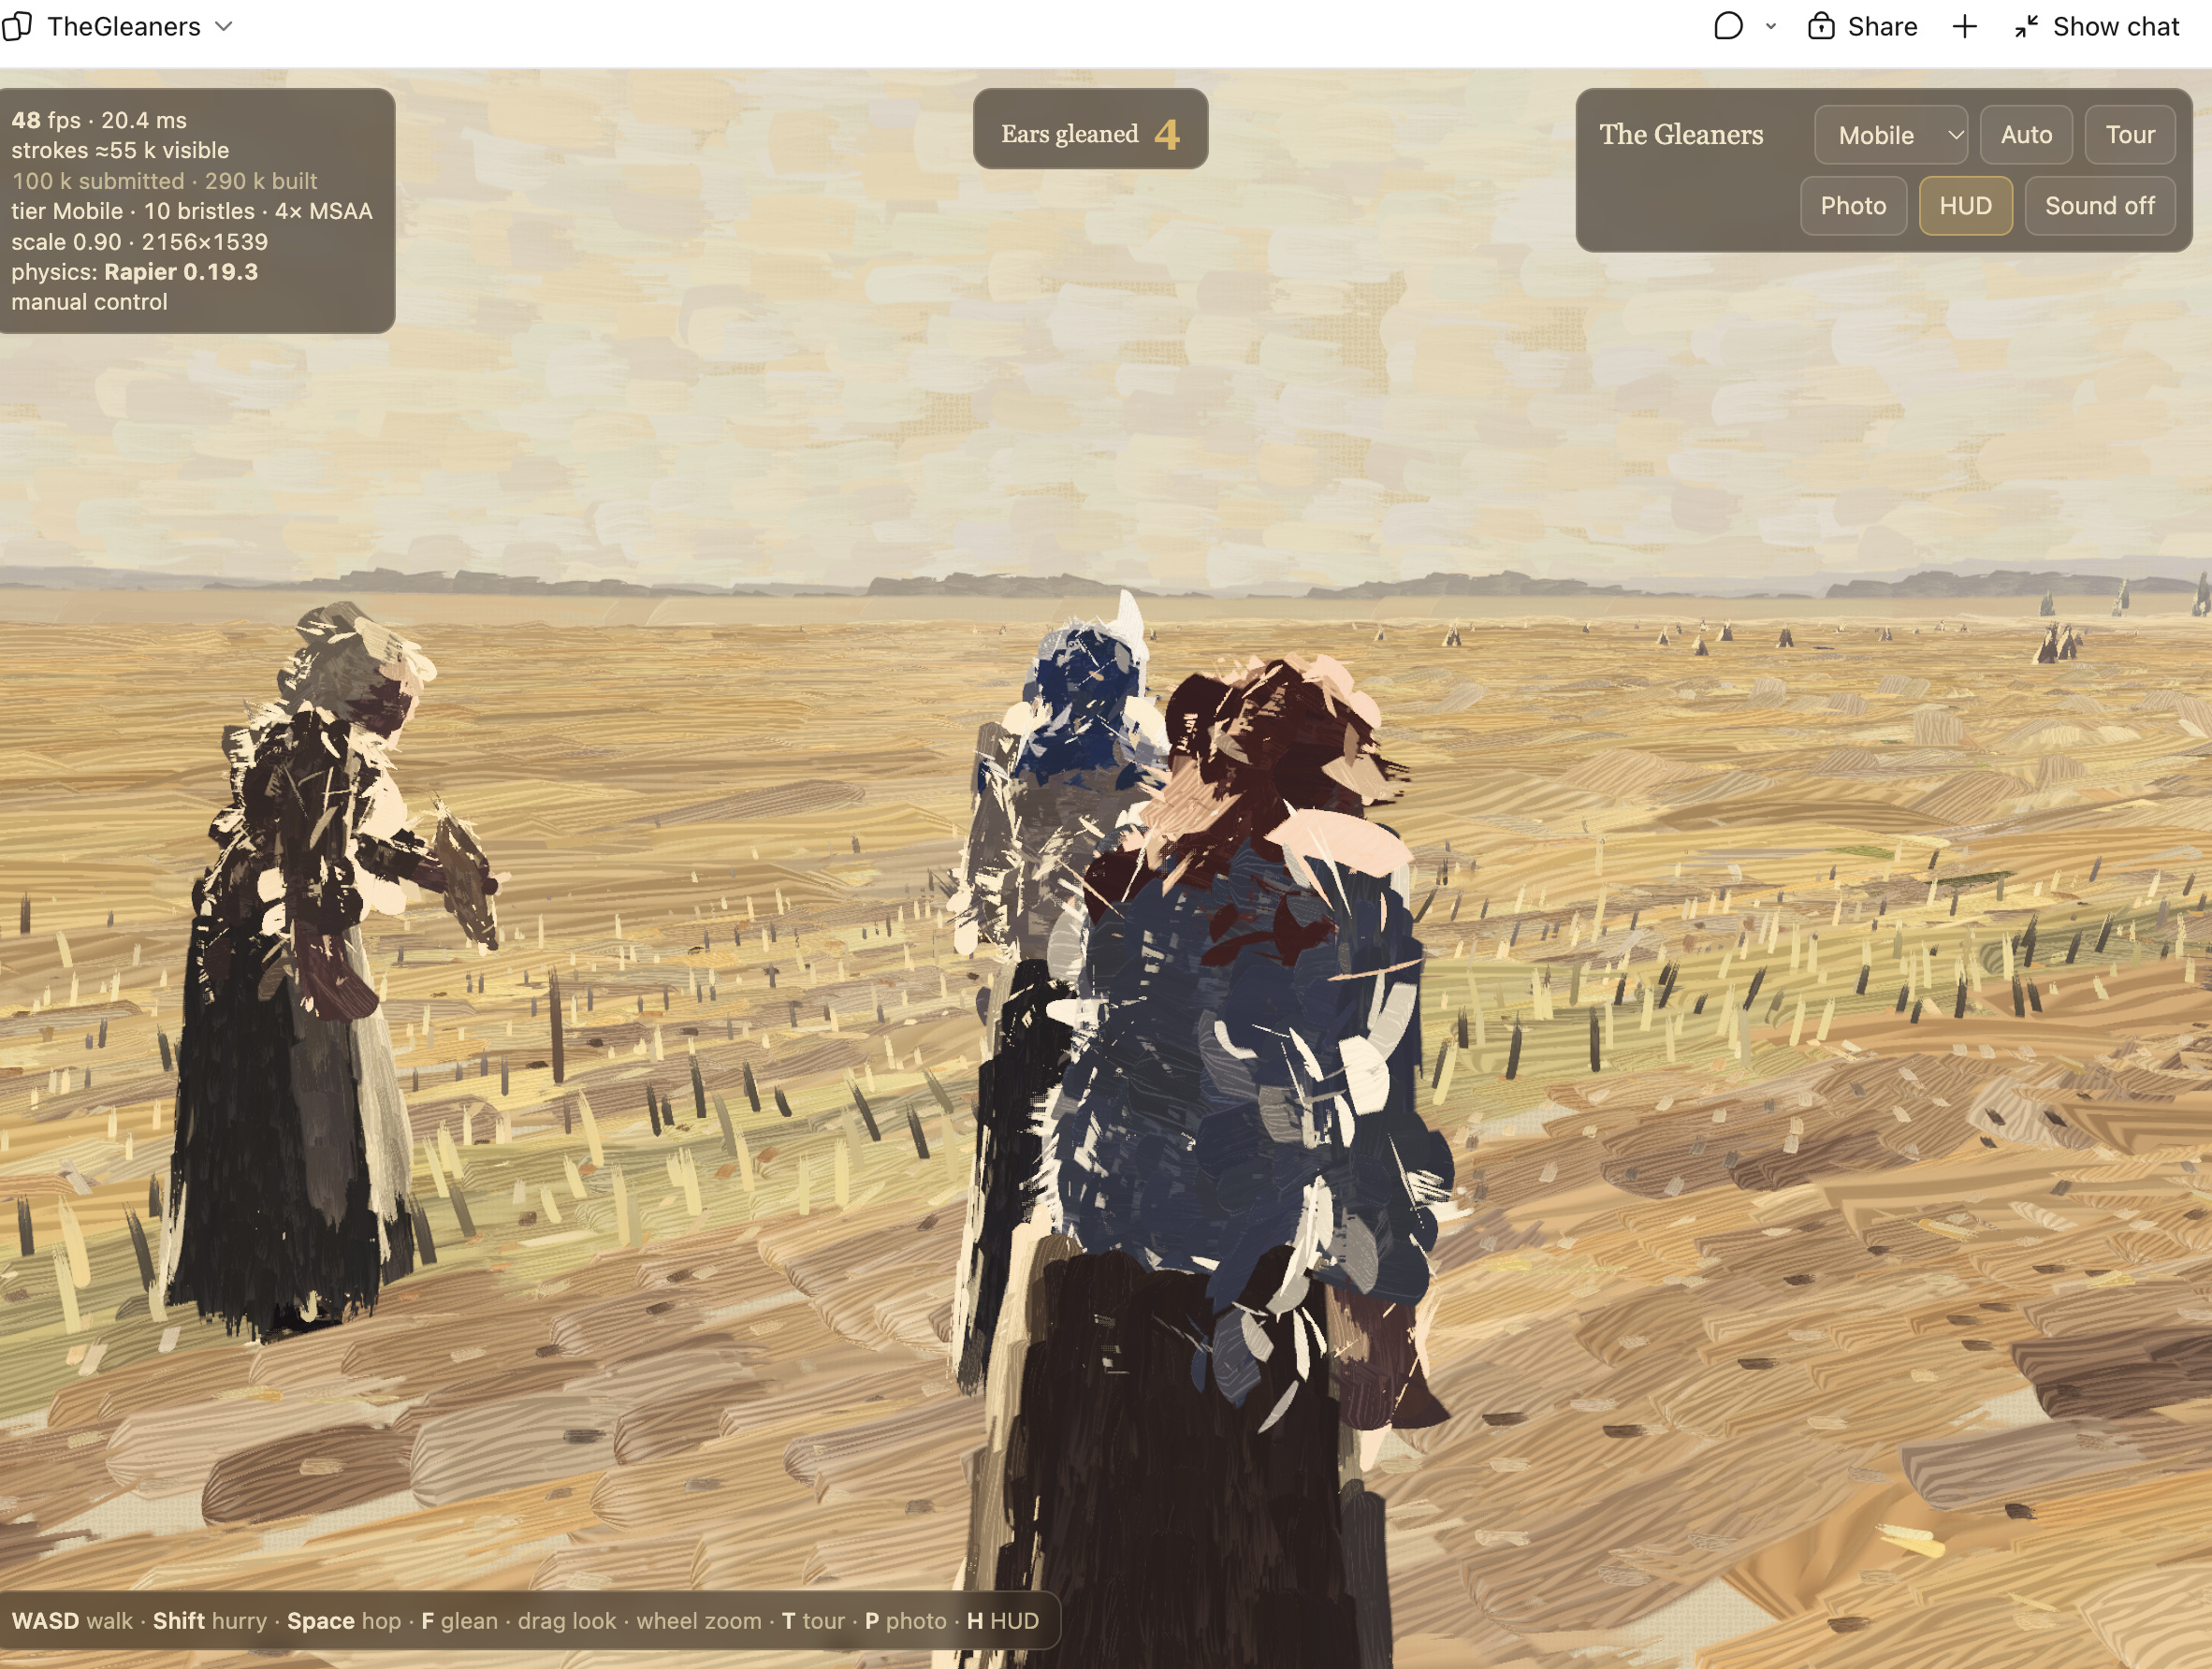 TheGleaners
Share
Show chat
48 fps · 20.4 ms
strokes ≈55 k visible
100 k submitted · 290 k built
tier Mobile · 10 bristles · 4× MSAA
scale 0.90 · 2156×1539
physics: Rapier 0.19.3
manual control
Ears gleaned 4
The Gleaners Mobile Auto Tour
Photo HUD Sound off
WASD walk · Shift hurry · Space hop · F glean · drag look · wheel zoom · T tour · P photo · H HUD